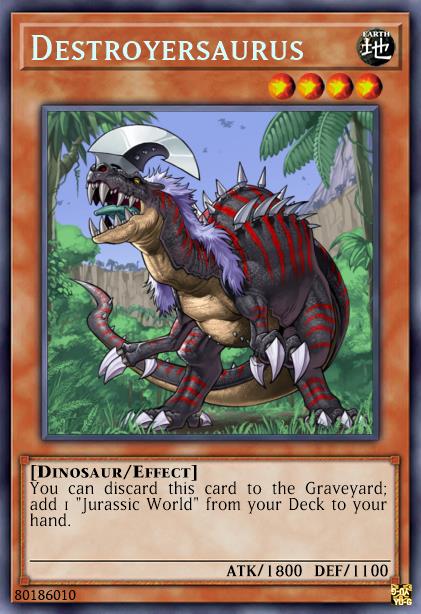 DESTROYERSAURUS
EARTH
地
[DINOSAUR/EFFECT]
You can discard this card to the Graveyard;
add 1 "Jurassic World" from your Deck to your
hand.
ATK/1800 DEF/1100
80186010